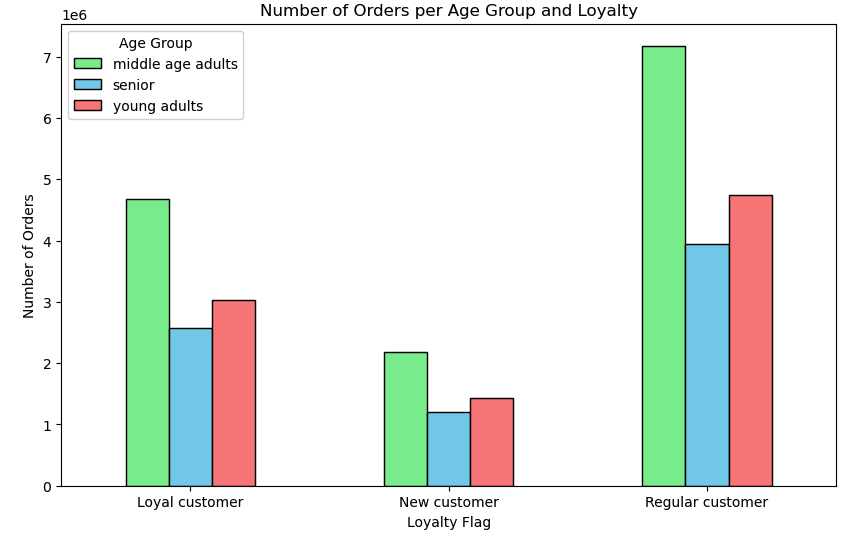 Number of Orders per Age Group and Loyalty
1e6
Age Group
middle age adults
senior
young adults
7
6
5
4
3
2
1
0
Number of Orders
Loyal customer
New customer
Regular customer
Loyalty Flag